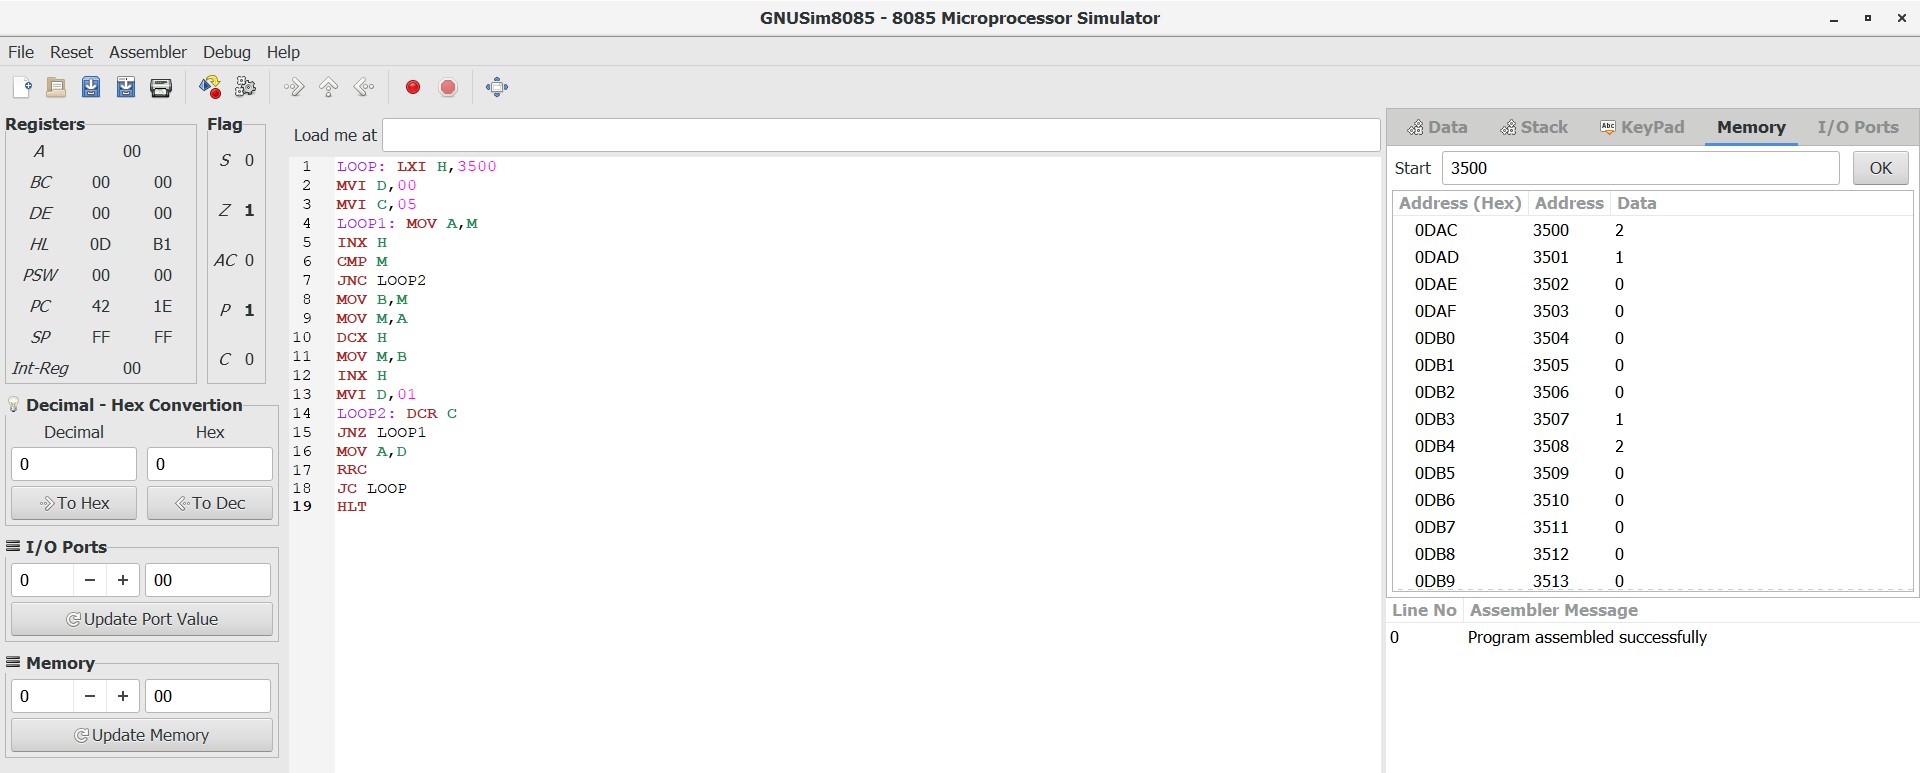 GNUSim8085 - 8085 Microprocessor Simulator
File Reset Assembler Debug Help
Registers
A 00
BC 00 00
DE 00 00
HL 0D B1
PSW 00 00
PC 42 1E
SP FF FF
Int-Reg 00
Flag
S 0
Z 1
AC 0
P 1
C 0
Decimal - Hex Convertion
Decimal Hex
0 0
To Hex To Dec
I/O Ports
0 − + 00
Update Port Value
Memory
0 − + 00
Update Memory
Load me at
1 LOOP: LXI H,3500
2 MVI D,00
3 MVI C,05
4 LOOP1: MOV A,M
5 INX H
6 CMP M
7 JNC LOOP2
8 MOV B,M
9 MOV M,A
10 DCX H
11 MOV M,B
12 INX H
13 MVI D,01
14 LOOP2: DCR C
15 JNZ LOOP1
16 MOV A,D
17 RRC
18 JC LOOP
19 HLT
Data Stack Abc KeyPad Memory I/O Ports
Start 3500 OK
Address (Hex) Address Data
0DAC 3500 2
0DAD 3501 1
0DAE 3502 0
0DAF 3503 0
0DB0 3504 0
0DB1 3505 0
0DB2 3506 0
0DB3 3507 1
0DB4 3508 2
0DB5 3509 0
0DB6 3510 0
0DB7 3511 0
0DB8 3512 0
0DB9 3513 0
Line No Assembler Message
0 Program assembled successfully